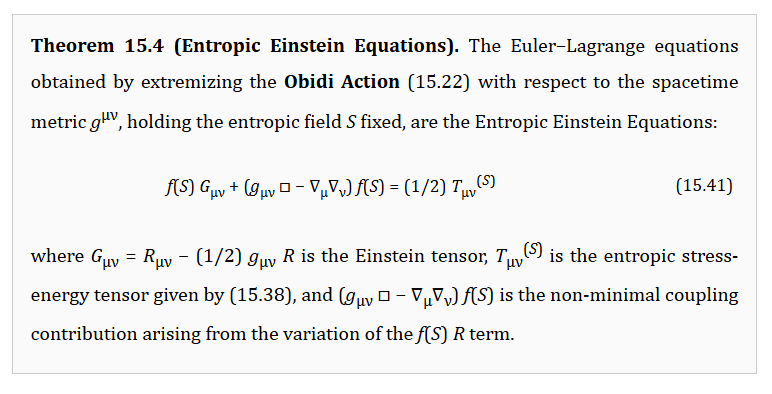 Theorem 15.4 (Entropic Einstein Equations). The Euler–Lagrange equations
obtained by extremizing the Obidi Action (15.22) with respect to the spacetime
metric g^μν, holding the entropic field S fixed, are the Entropic Einstein Equations:
f(S) G_μν + (g_μν □ − ∇_μ∇_ν) f(S) = (1/2) T_μν^(S) (15.41)
where G_μν = R_μν − (1/2) g_μν R is the Einstein tensor, T_μν^(S) is the entropic stress-
energy tensor given by (15.38), and (g_μν □ − ∇_μ∇_ν) f(S) is the non-minimal coupling
contribution arising from the variation of the f(S) R term.